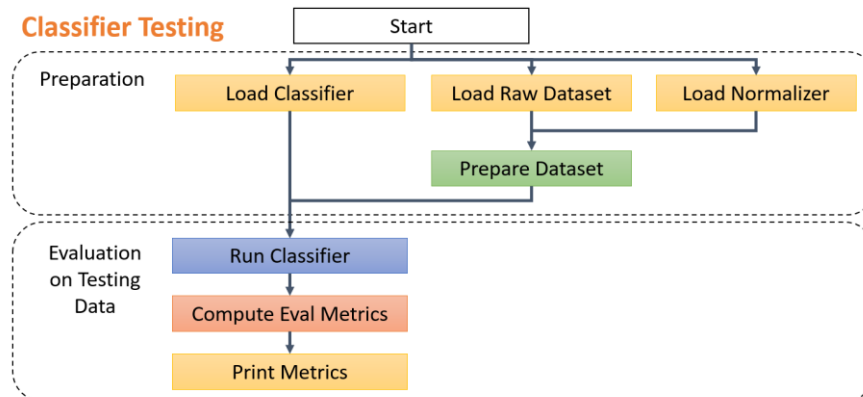 Classifier Testing
Start
Preparation
Load Classifier
Load Raw Dataset
Load Normalizer
Prepare Dataset
Evaluation
on Testing
Data
Run Classifier
Compute Eval Metrics
Print Metrics